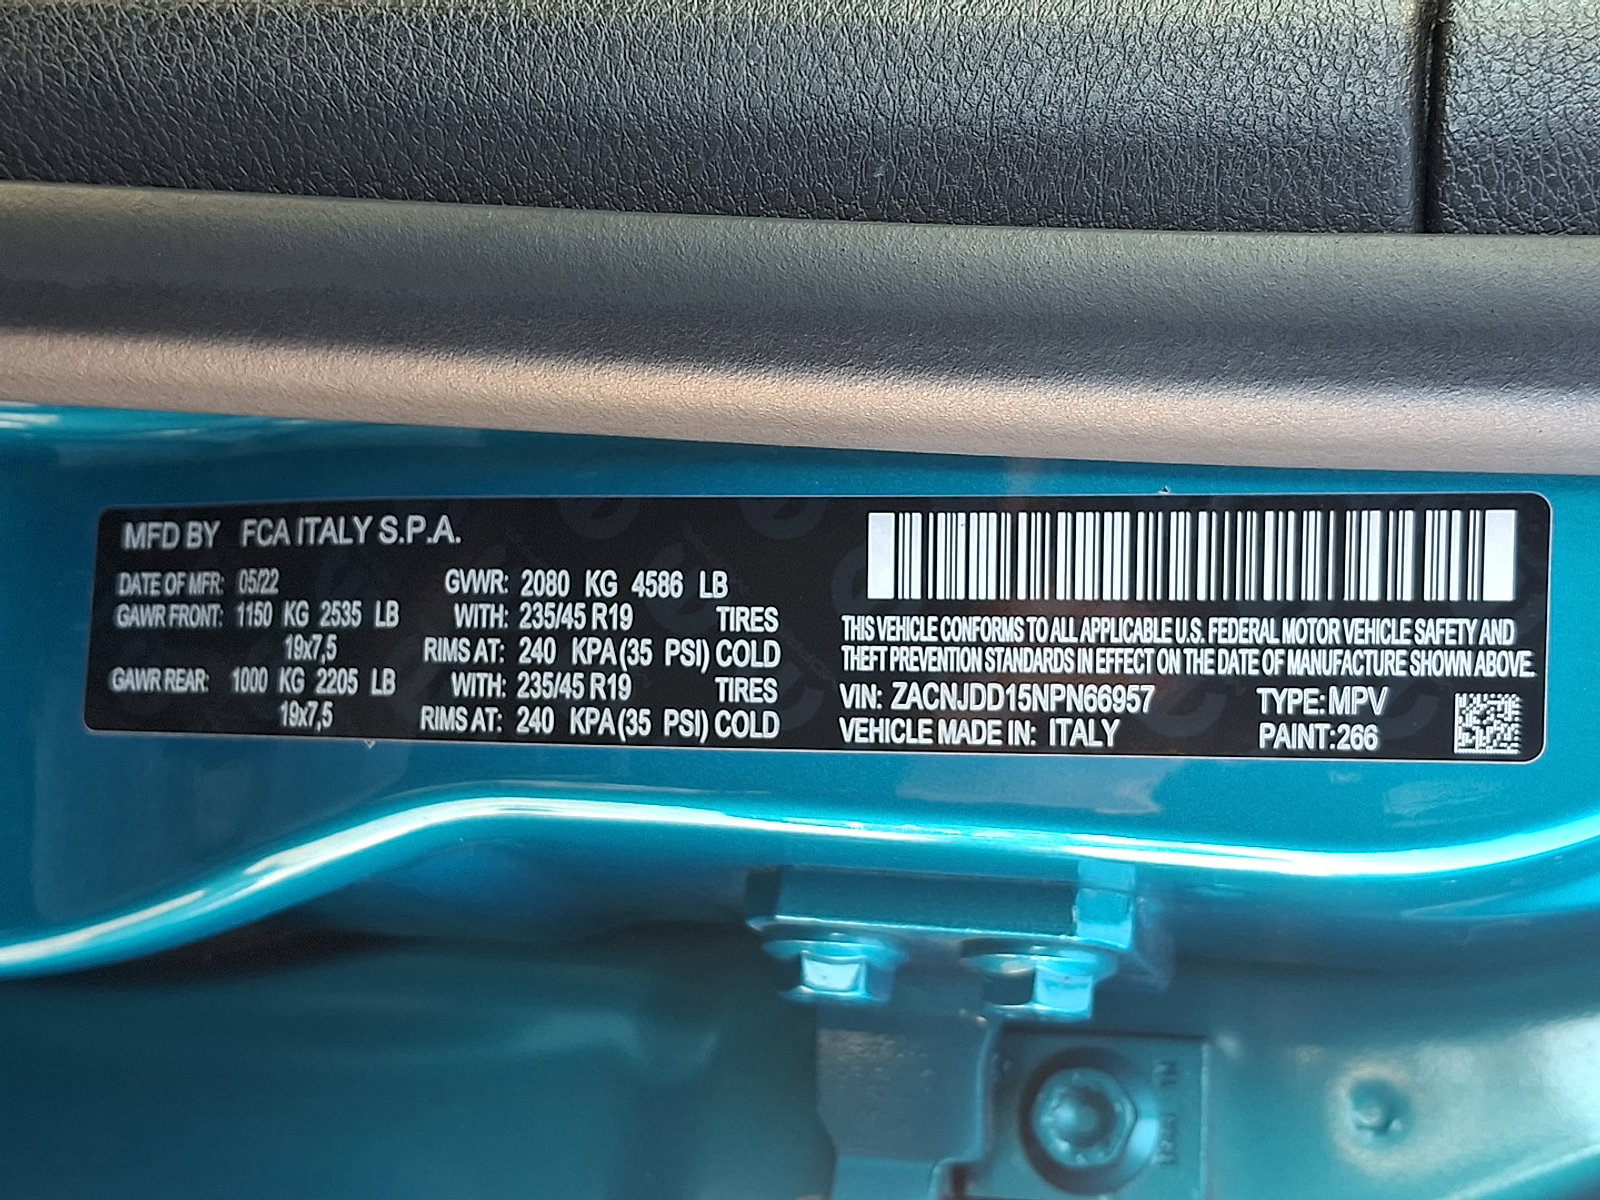 MFD BY FCA ITALY S.P.A.
DATE OF MFR: 05/22 GVWR: 2080 KG 4586 LB
GAWR FRONT: 1150 KG 2535 LB WITH: 235/45 R19 TIRES
19x7,5 RIMS AT: 240 KPA(35 PSI) COLD
GAWR REAR: 1000 KG 2205 LB WITH: 235/45 R19 TIRES
19x7,5 RIMS AT: 240 KPA(35 PSI) COLD
THIS VEHICLE CONFORMS TO ALL APPLICABLE U.S. FEDERAL MOTOR VEHICLE SAFETY AND
THEFT PREVENTION STANDARDS IN EFFECT ON THE DATE OF MANUFACTURE SHOWN ABOVE.
VIN: ZACNJDD15NPN66957 TYPE: MPV
VEHICLE MADE IN: ITALY PAINT:266